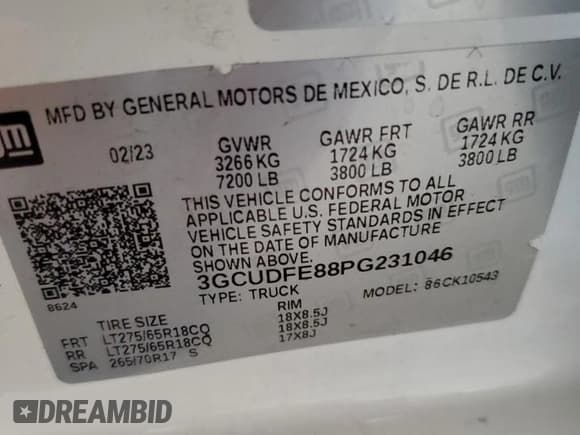 gm
MFD BY GENERAL MOTORS DE MEXICO, S. DE R.L. DE C.V.
02/23 GVWR GAWR FRT GAWR RR
3266 KG 1724 KG 1724 KG
7200 LB 3800 LB 3800 LB
THIS VEHICLE CONFORMS TO ALL
APPLICABLE U.S. FEDERAL MOTOR
VEHICLE SAFETY STANDARDS IN EFFECT
ON THE DATE OF MANUFACTURE
SHOWN ABOVE.
3GCUDFE88PG231046
8624 TYPE: TRUCK MODEL: 86CK10543
TIRE SIZE RIM
FRT LT275/65R18CQ 18X8.5J
RR LT275/65R18CQ 18X8.5J
SPA 265/70R17 S 17X8J
DREAMBID